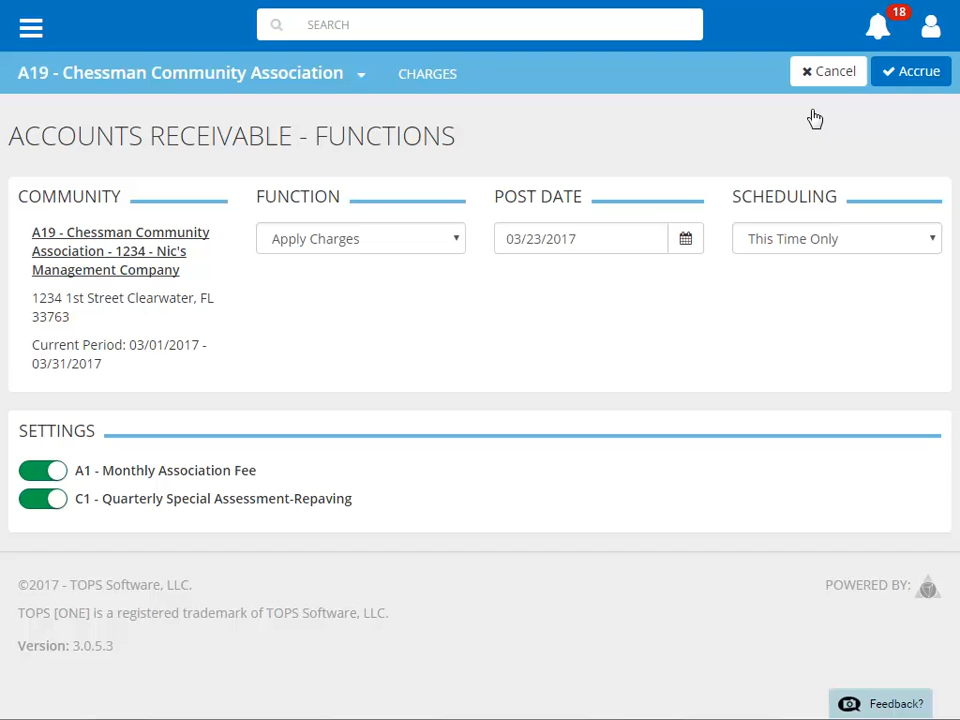 SEARCH
18
A19 - Chessman Community Association
CHARGES
Cancel
Accrue
ACCOUNTS RECEIVABLE - FUNCTIONS
COMMUNITY
A19 - Chessman Community
Association - 1234 - Nic's
Management Company
1234 1st Street Clearwater, FL
33763
Current Period: 03/01/2017 -
03/31/2017
FUNCTION
Apply Charges
POST DATE
03/23/2017
SCHEDULING
This Time Only
SETTINGS
A1 - Monthly Association Fee
C1 - Quarterly Special Assessment-Repaving
©2017 - TOPS Software, LLC.
TOPS [ONE] is a registered trademark of TOPS Software, LLC.
Version: 3.0.5.3
POWERED BY:
Feedback?